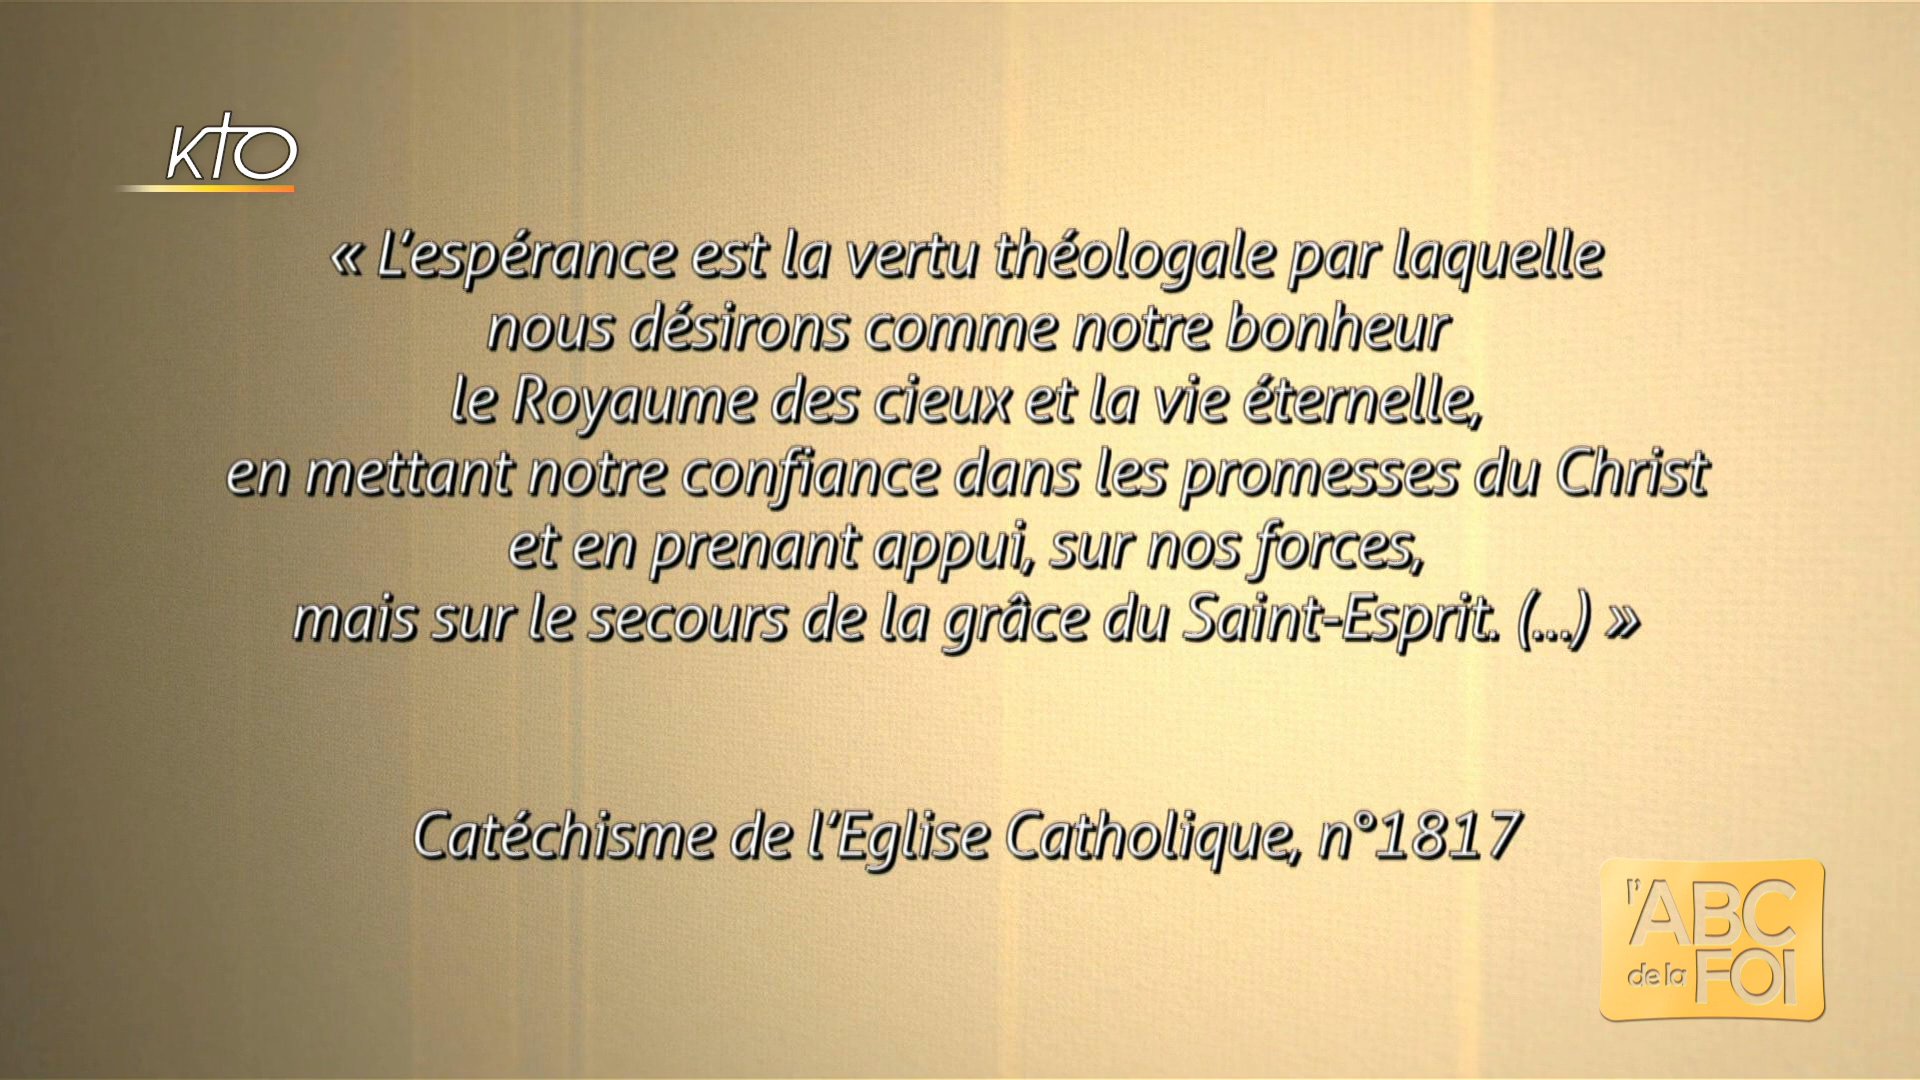 KTO
« L'espérance est la vertu théologale par laquelle
nous désirons comme notre bonheur
le Royaume des cieux et la vie éternelle,
en mettant notre confiance dans les promesses du Christ
et en prenant appui, sur nos forces,
mais sur le secours de la grâce du Saint-Esprit. (...) »
Catéchisme de l'Eglise Catholique, n°1817
l'ABC
de la FOI